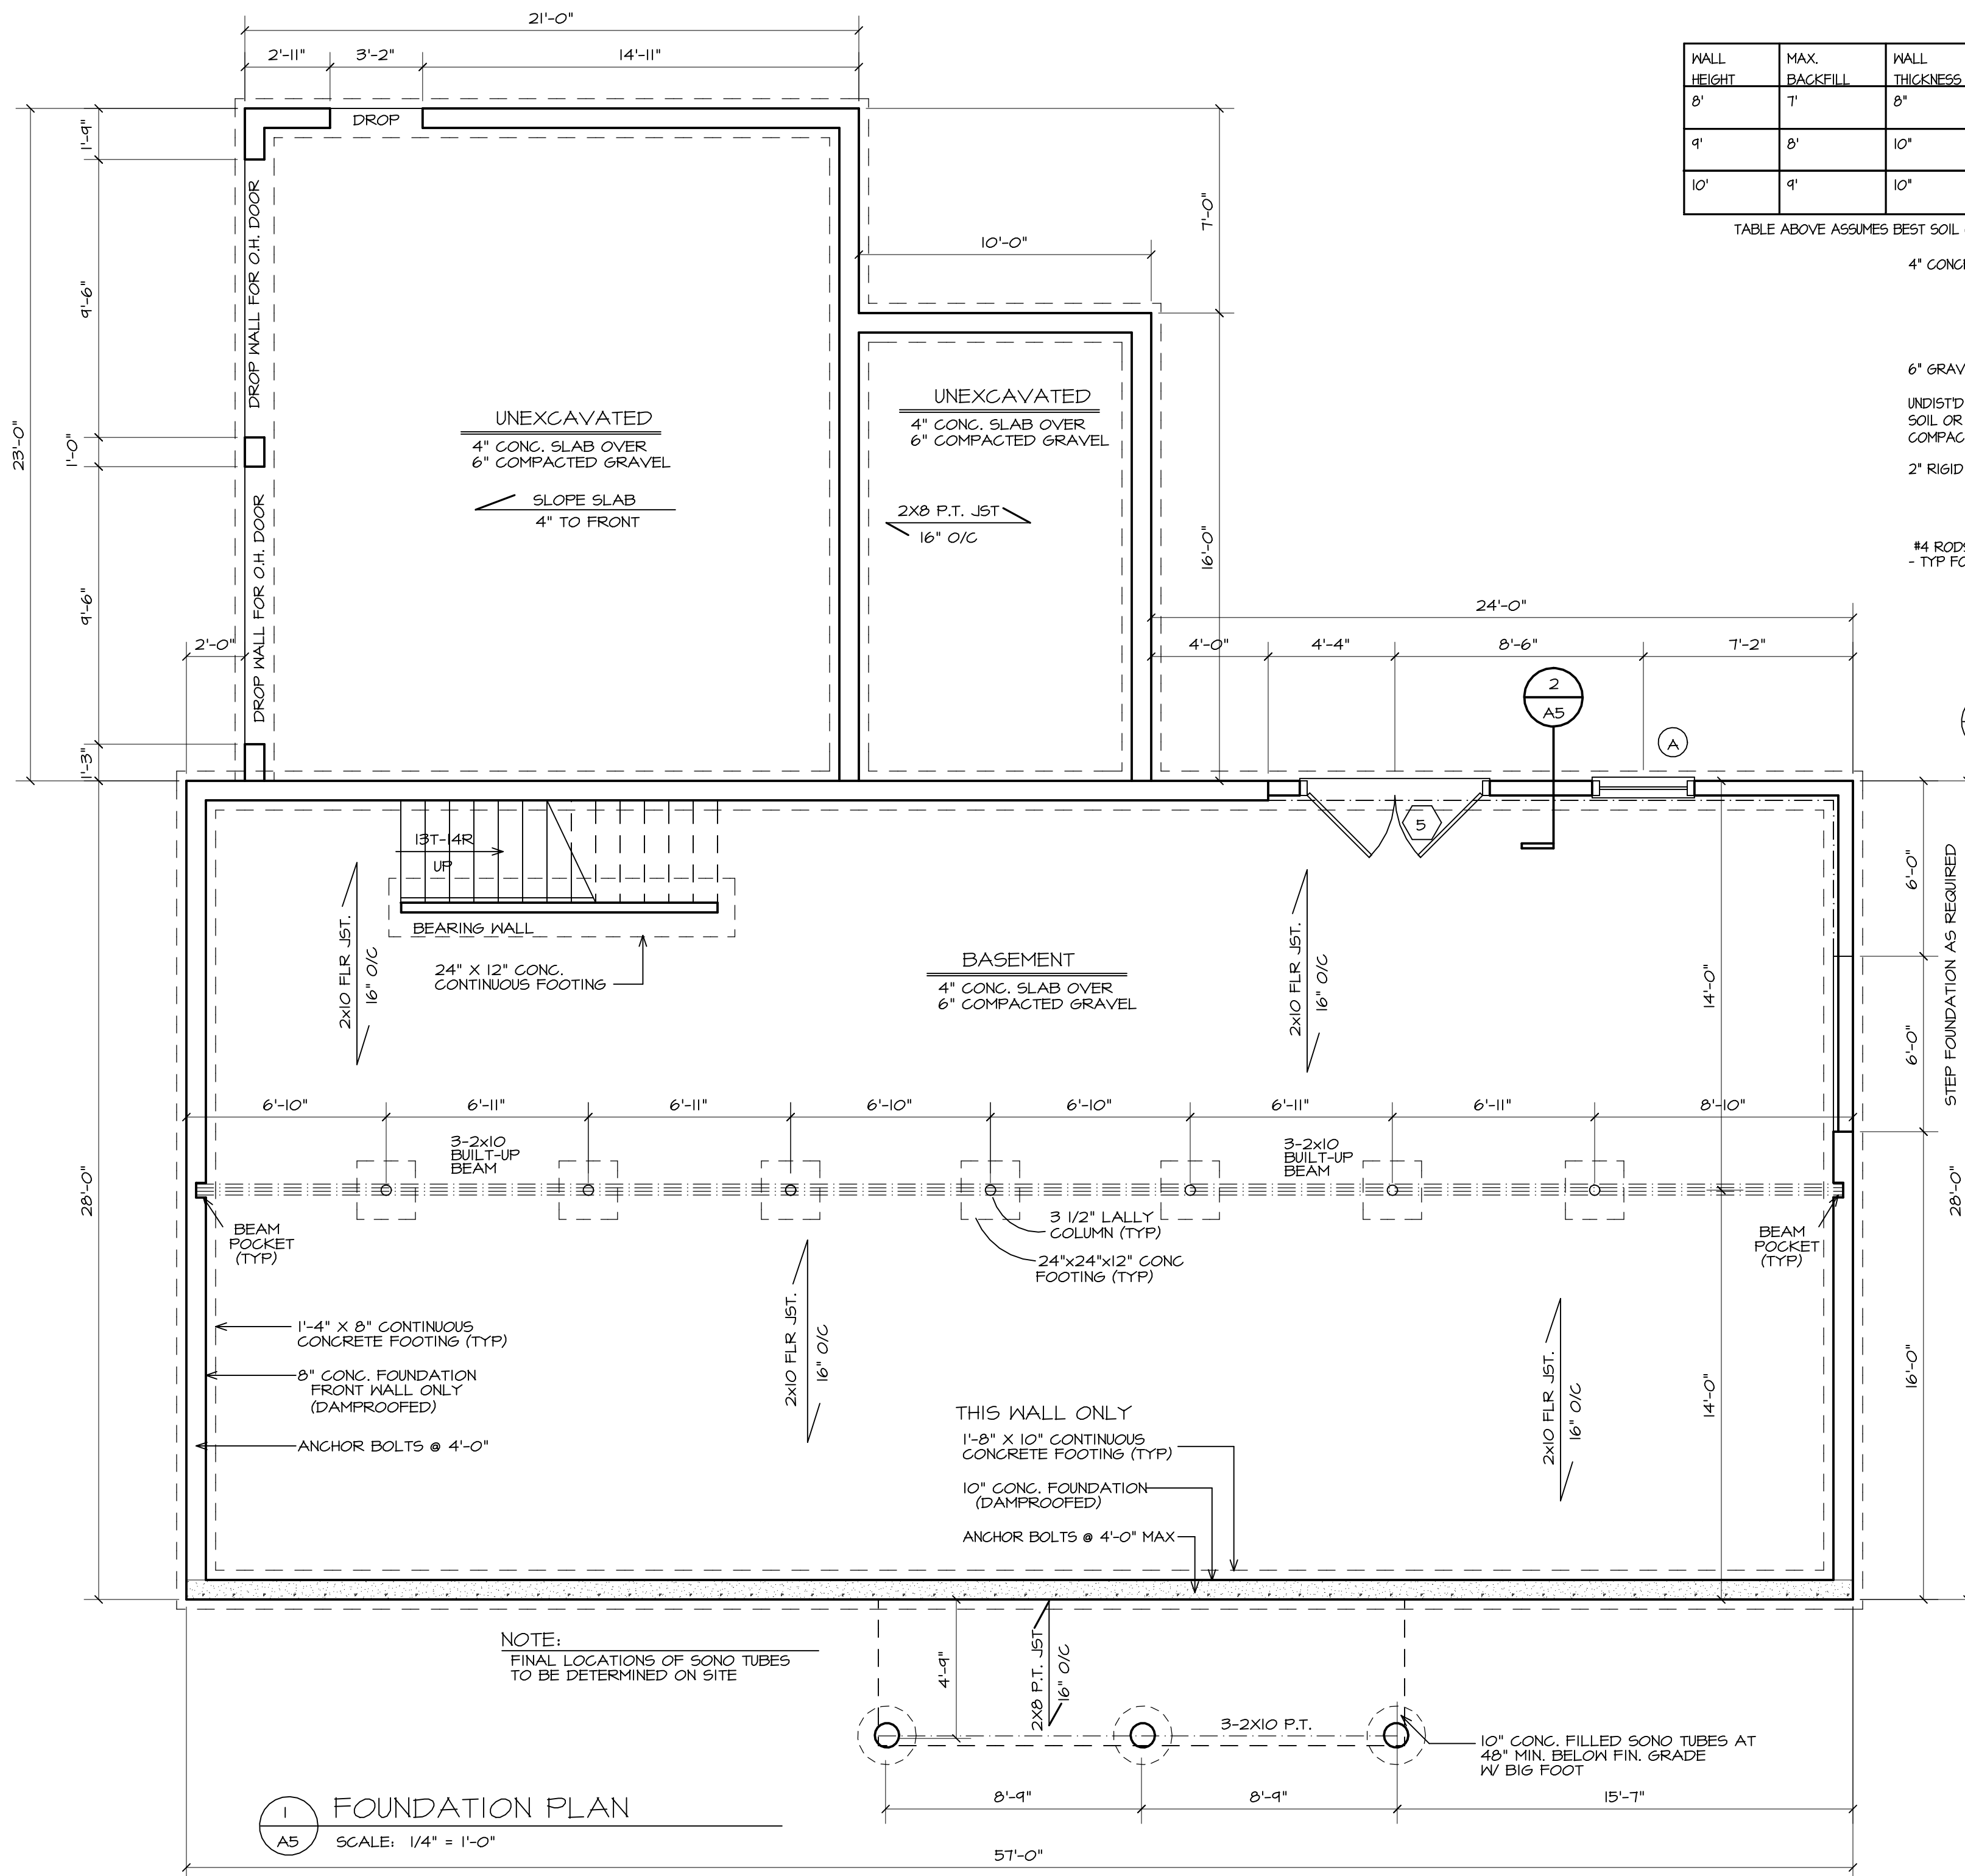 21'-0"
2'-11"
3'-2"
14'-11"
WALL HEIGHT
MAX. BACKFILL
WALL THICKNESS
8'
7'
8"
9'
8'
10"
10'
9'
10"
TABLE ABOVE ASSUMES BEST SOIL
4" CONC
6" GRAV
UNDIST'D
SOIL OR
COMPAC
2" RIGID
#4 RODS
- TYP FO
DROP
1'-9"
9'-6"
1'-0"
9'-6"
1'-3"
23'-0"
DROP WALL FOR O.H. DOOR
DROP WALL FOR O.H. DOOR
7'-0"
10'-0"
16'-0"
UNEXCAVATED
4" CONC. SLAB OVER
6" COMPACTED GRAVEL
SLOPE SLAB
4" TO FRONT
UNEXCAVATED
4" CONC. SLAB OVER
6" COMPACTED GRAVEL
2X8 P.T. JST
16" O/C
24'-0"
2'-0"
4'-0"
4'-4"
8'-6"
7'-2"
2
A5
A
5
13T-14R
UP
BEARING WALL
24" X 12" CONC.
CONTINUOUS FOOTING
2x10 FLR JST.
16" O/C
BASEMENT
4" CONC. SLAB OVER
6" COMPACTED GRAVEL
2x10 FLR JST.
16" O/C
14'-0"
6'-0"
6'-0"
STEP FOUNDATION AS REQUIRED
6'-10"
6'-11"
6'-11"
6'-10"
6'-10"
6'-11"
6'-11"
8'-10"
3-2x10
BUILT-UP
BEAM
3-2x10
BUILT-UP
BEAM
28'-0"
28'-0"
BEAM
POCKET
(TYP)
3 1/2" LALLY
COLUMN (TYP)
24"x24"x12" CONC
FOOTING (TYP)
BEAM
POCKET
(TYP)
1'-4" X 8" CONTINUOUS
CONCRETE FOOTING (TYP)
8" CONC. FOUNDATION
FRONT WALL ONLY
(DAMPROOFED)
ANCHOR BOLTS @ 4'-0"
2x10 FLR JST.
16" O/C
2x10 FLR JST.
16" O/C
14'-0"
16'-0"
THIS WALL ONLY
1'-8" X 10" CONTINUOUS
CONCRETE FOOTING (TYP)
10" CONC. FOUNDATION
(DAMPROOFED)
ANCHOR BOLTS @ 4'-0" MAX
NOTE:
FINAL LOCATIONS OF SONO TUBES
TO BE DETERMINED ON SITE
4'-9"
2X8 P.T. JST
16" O/C
3-2X10 P.T.
10" CONC. FILLED SONO TUBES AT
48" MIN. BELOW FIN. GRADE
W/ BIG FOOT
8'-9"
8'-9"
15'-7"
1
A5
FOUNDATION PLAN
SCALE: 1/4" = 1'-0"
57'-0"